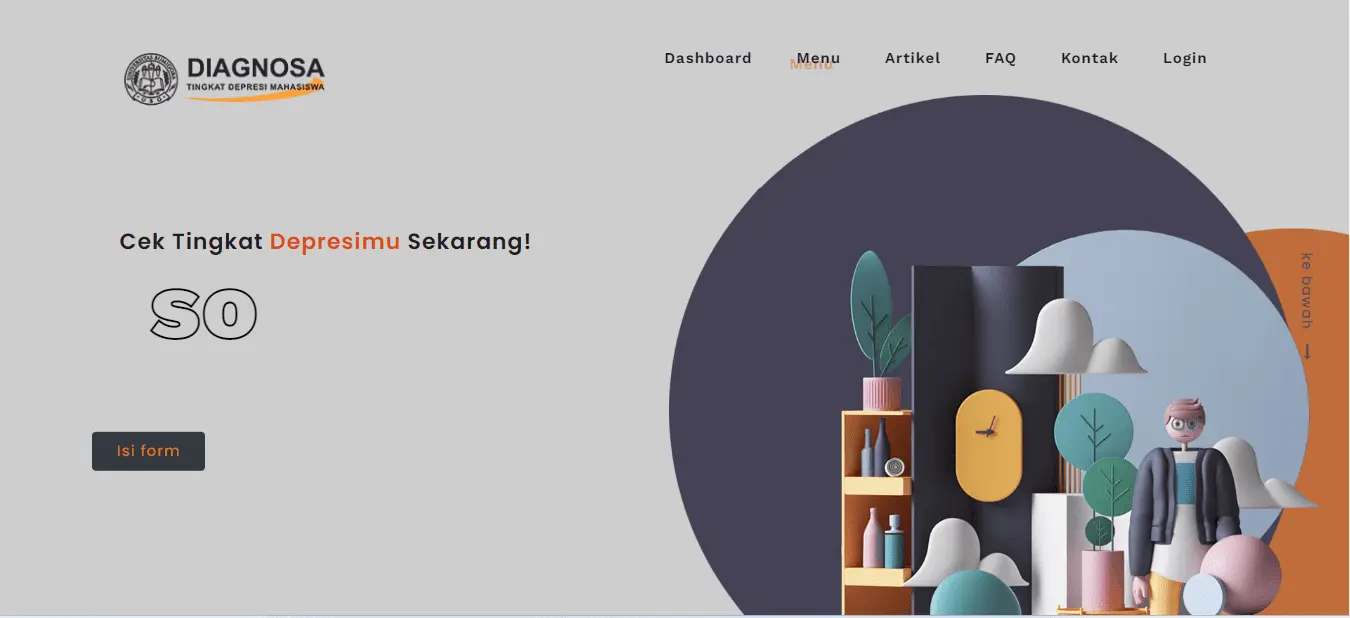 DIAGNOSA
TINGKAT DEPRESI MAHASISWA
Dashboard Menu Artikel FAQ Kontak Login
Menu
Cek Tingkat Depresimu Sekarang!
SO
ke bawah
Isi form